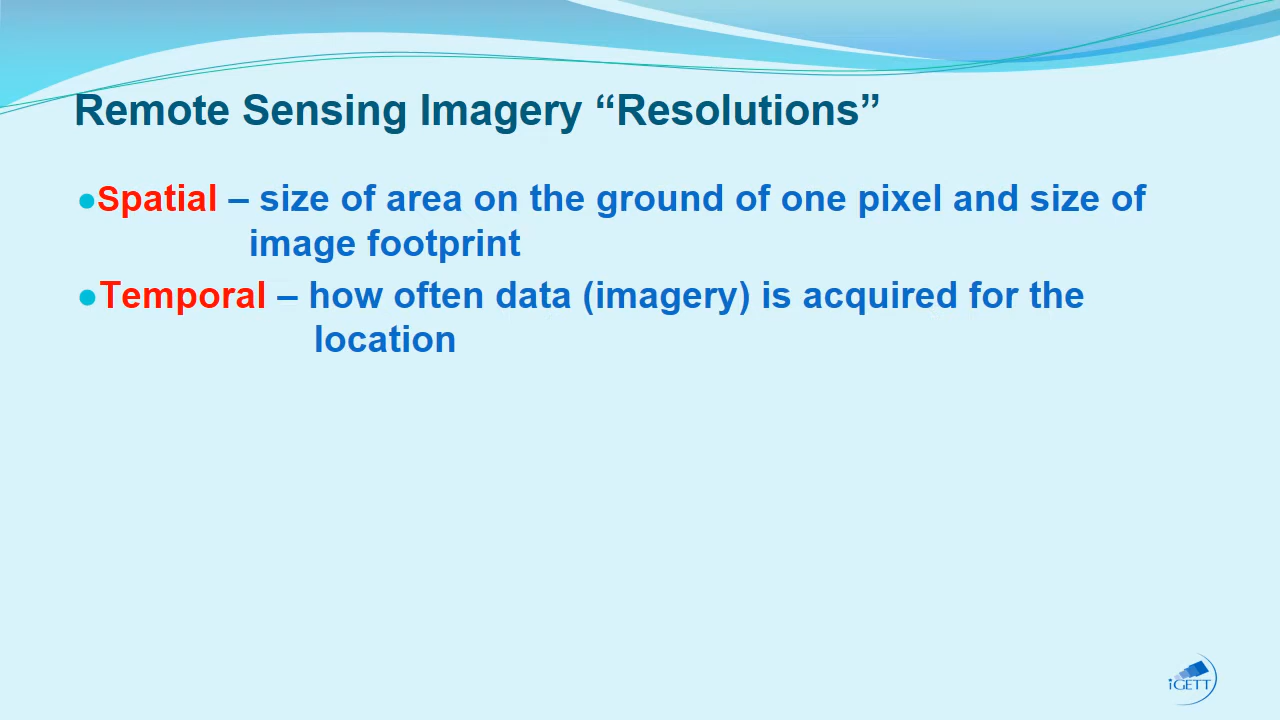 Remote Sensing Imagery “Resolutions”
●Spatial – size of area on the ground of one pixel and size of
image footprint
●Temporal – how often data (imagery) is acquired for the
location
iGETT